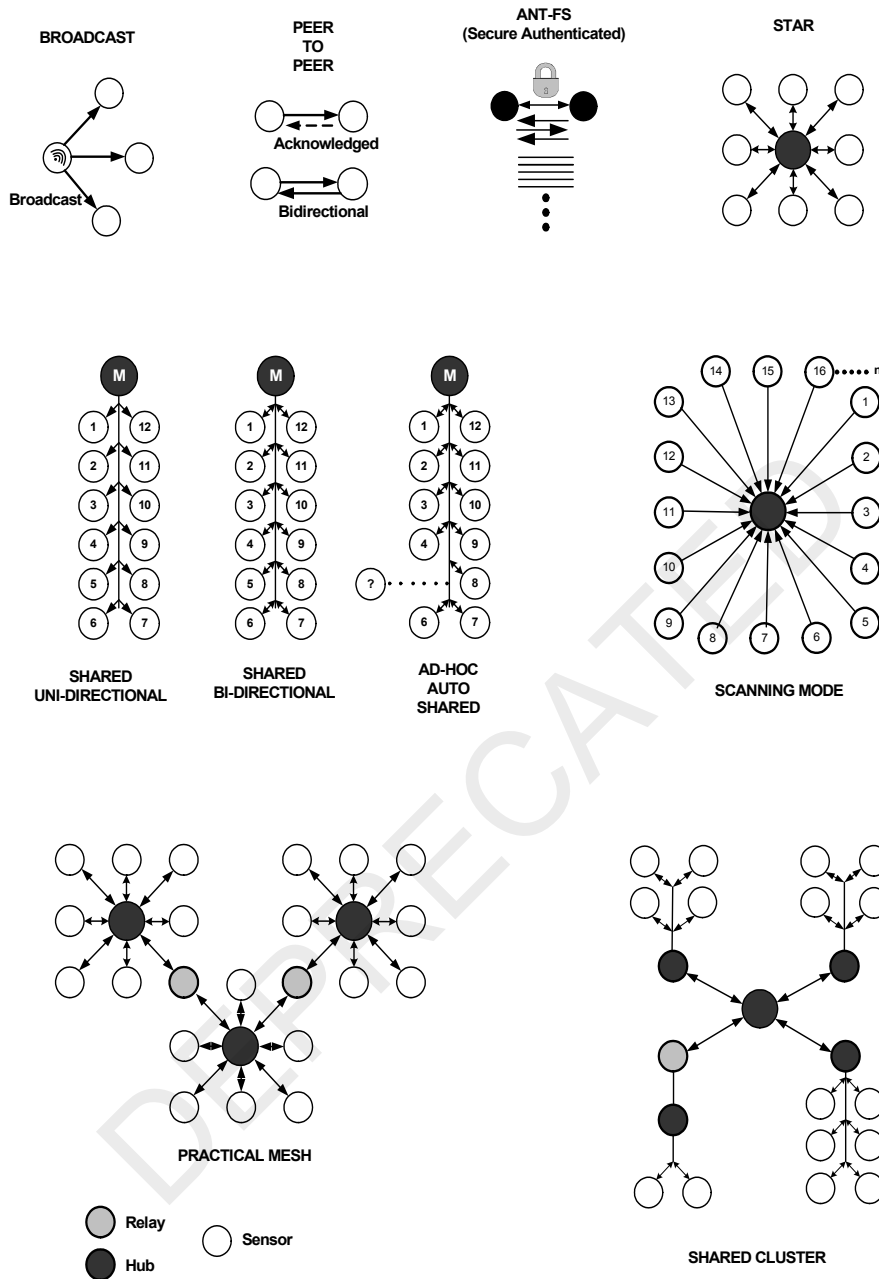 BROADCAST
Broadcast
PEER
TO
PEER
Acknowledged
Bidirectional
ANT-FS
(Secure Authenticated)
STAR
M
1 12
2 11
3 10
4 9
5 8
6 7
SHARED
UNI-DIRECTIONAL
M
1 12
2 11
3 10
4 9
5 8
6 7
SHARED
BI-DIRECTIONAL
M
1 12
2 11
3 10
4 9
? 8
6 7
AD-HOC
AUTO
SHARED
14 15 16 n
13 1
12 2
11 3
10 4
9 5
8 7 6
SCANNING MODE
DEPRECATED
PRACTICAL MESH
Relay
Hub
Sensor
SHARED CLUSTER